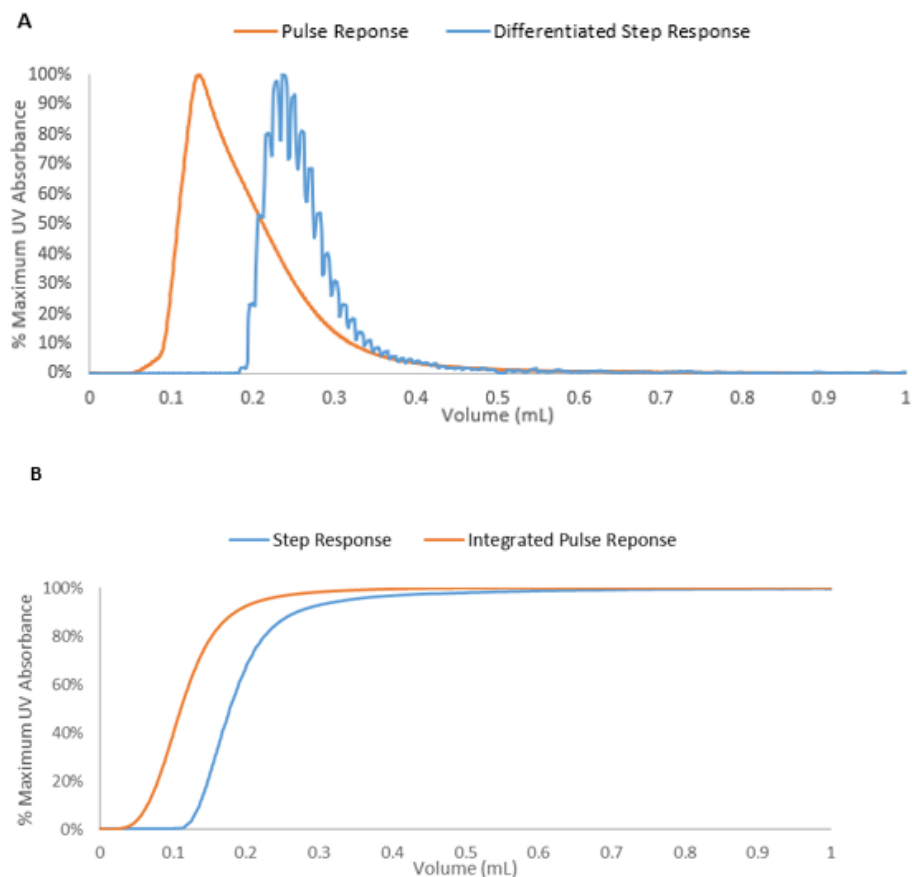 A
Pulse Reponse Differentiated Step Response
% Maximum UV Absorbance
100%
90%
80%
70%
60%
50%
40%
30%
20%
10%
0%
0 0.1 0.2 0.3 0.4 0.5 0.6 0.7 0.8 0.9 1
Volume (mL)
B
Step Response Integrated Pulse Reponse
% Maximum UV Absorbance
100%
80%
60%
40%
20%
0%
0 0.1 0.2 0.3 0.4 0.5 0.6 0.7 0.8 0.9 1
Volume (mL)